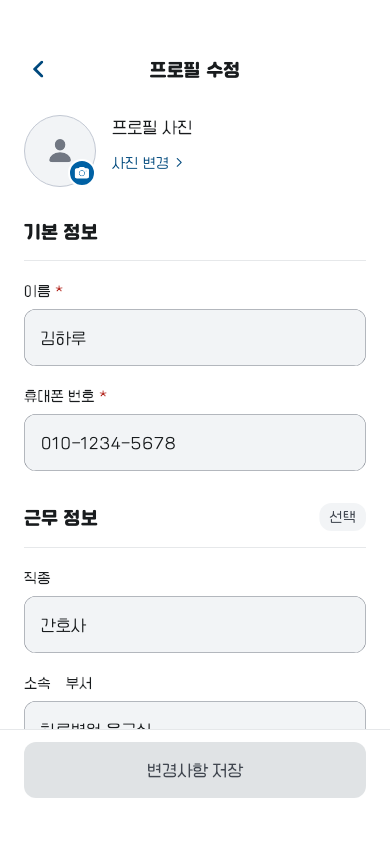 프로필 수정
프로필 사진
사진 변경
기본 정보
이름 *
김하루
휴대폰 번호 *
010-1234-5678
근무 정보
선택
직종
간호사
소속 부서
변경사항 저장